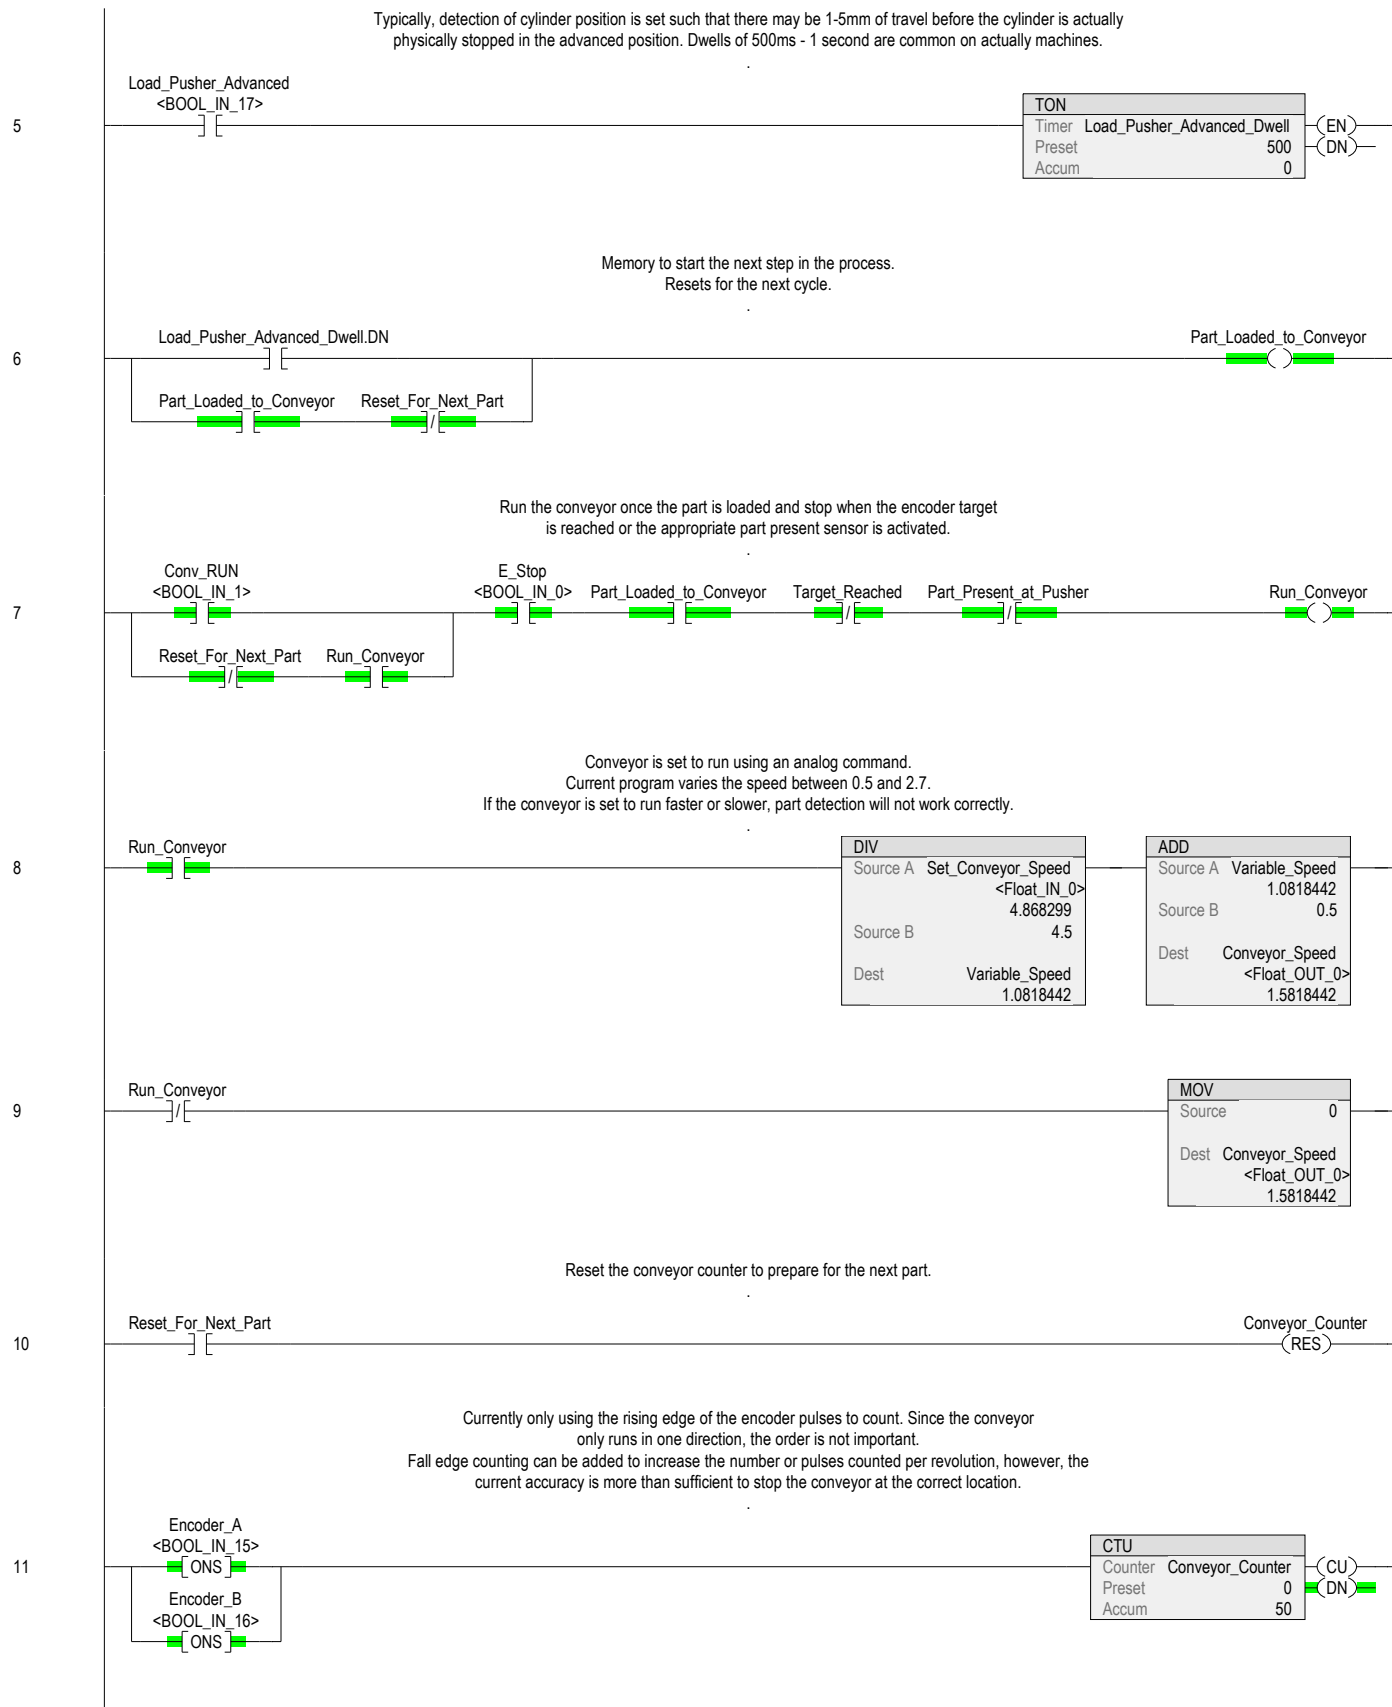 Typically, detection of cylinder position is set such that there may be 1-5mm of travel before the cylinder is actually
physically stopped in the advanced position. Dwells of 500ms - 1 second are common on actually machines.
.
Load_Pusher_Advanced
<BOOL_IN_17>
5
TON
Timer Load_Pusher_Advanced_Dwell
Preset 500
Accum 0
EN
DN
Memory to start the next step in the process.
Resets for the next cycle.
.
6
Load_Pusher_Advanced_Dwell.DN
Part_Loaded_to_Conveyor
Part_Loaded_to_Conveyor Reset_For_Next_Part
/
Run the conveyor once the part is loaded and stop when the encoder target
is reached or the appropriate part present sensor is activated.
.
7
Conv_RUN
<BOOL_IN_1>
E_Stop
<BOOL_IN_0>
Part_Loaded_to_Conveyor
Target_Reached
/
Part_Present_at_Pusher
/
Run_Conveyor
Reset_For_Next_Part
/
Run_Conveyor
Conveyor is set to run using an analog command.
Current program varies the speed between 0.5 and 2.7.
If the conveyor is set to run faster or slower, part detection will not work correctly.
.
8
Run_Conveyor
DIV
Source A Set_Conveyor_Speed
<Float_IN_0>
4.868299
Source B 4.5
Dest Variable_Speed
1.0818442
ADD
Source A Variable_Speed
1.0818442
Source B 0.5
Dest Conveyor_Speed
<Float_OUT_0>
1.5818442
9
Run_Conveyor
/
MOV
Source 0
Dest Conveyor_Speed
<Float_OUT_0>
1.5818442
Reset the conveyor counter to prepare for the next part.
.
10
Reset_For_Next_Part
Conveyor_Counter
RES
Currently only using the rising edge of the encoder pulses to count. Since the conveyor
only runs in one direction, the order is not important.
Fall edge counting can be added to increase the number or pulses counted per revolution, however, the
current accuracy is more than sufficient to stop the conveyor at the correct location.
.
11
Encoder_A
<BOOL_IN_15>
ONS
Encoder_B
<BOOL_IN_16>
ONS
CTU
Counter Conveyor_Counter
Preset 0
Accum 50
CU
DN